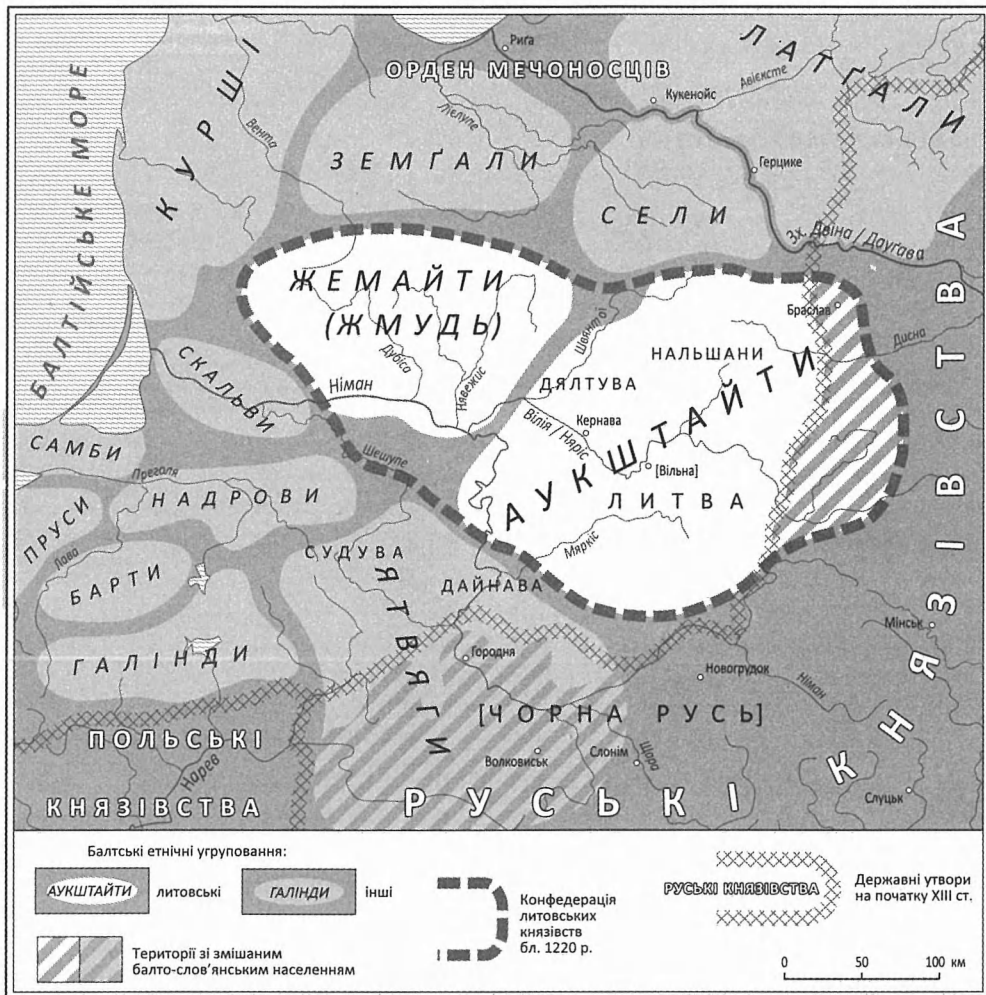 БАЛТІЙСЬКЕ МОРЕ
КУРШІ
Вента
Рига
ОРДЕН МЕЧОНОСЦІВ
ЛАТҐАЛИ
Авієксте
Кукенойс
Лієлупе
ЗЕМҐАЛИ
Герцике
СЕЛИ
Зх. Двіна / Даугава
ЖЕМАЙТИ
(ЖМУДЬ)
Дубіса
Нявежис
Швянтої
Браслав
Дисна
НАЛЬШАНИ
СКАЛЬВИ
Німан
ДЯЛТУВА
Кернава
Вілія / Няріс
[Вільна]
АУКШТАЙТИ
ЛИТВА
САМБИ
Преголя
Шешупе
НАДРОВИ
ПРУСИ
Лава
БАРТИ
СУДУВА
Мяркіс
ДАЙНАВА
ЯТВЯГИ
ГАЛІНДИ
Городня
Мінськ
Новогрудок
Німан
[ЧОРНА РУСЬ]
ПОЛЬСЬКІ
КНЯЗІВСТВА
Нарев
Волковиськ
Слонім
Щара
Слуцьк
РУСЬКІ КНЯЗІВСТВА
Балтські етнічні угруповання:
АУКШТАЙТИ литовські
ГАЛІНДИ інші
Території зі змішаним
балто-слов’янським населенням
Конфедерація
литовських
князівств
бл. 1220 р.
РУСЬКІ КНЯЗІВСТВА
Державні утвори
на початку XIII ст.
0 50 100 км